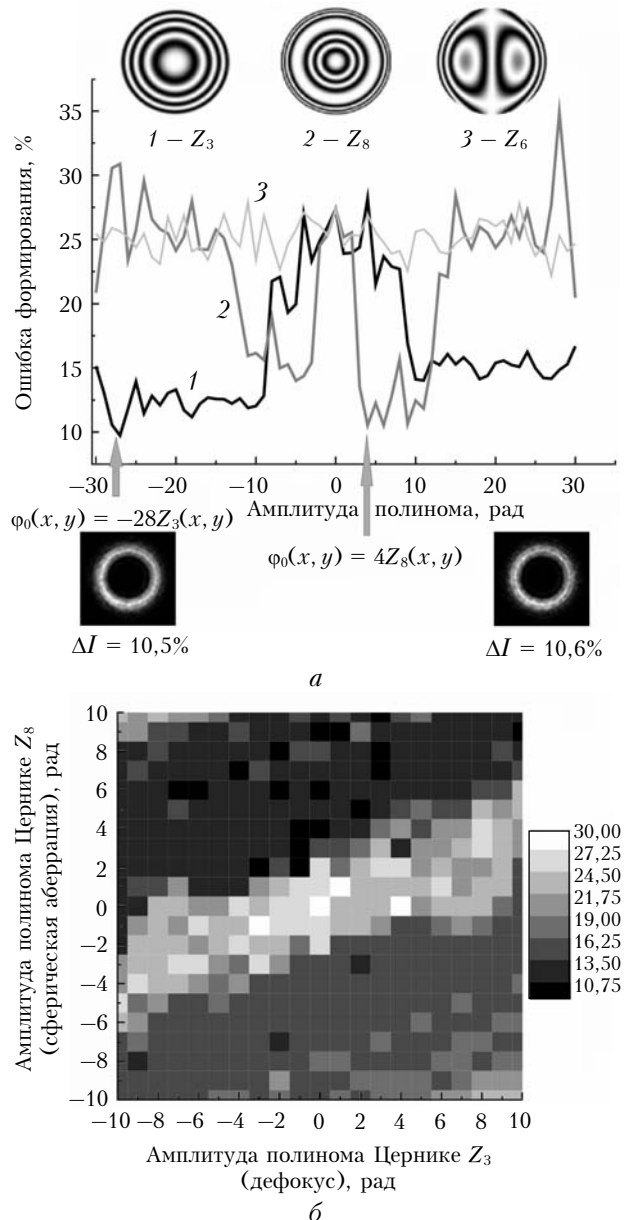 1 – Z₃
2 – Z₈
3 – Z₆
Ошибка формирования, %
35
30
25
20
15
10
3
2
1
−30
−20
−10
0
10
20
30
Амплитуда полинома, рад
φ₀(x, y) = −28Z₃(x, y)
φ₀(x, y) = 4Z₈(x, y)
ΔI = 10,5%
ΔI = 10,6%
а
Амплитуда полинома Цернике Z₈
(сферическая аберрация), рад
10
8
6
4
2
0
−2
−4
−6
−8
−10
30,00
27,25
24,50
21,75
19,00
16,25
13,50
10,75
−10 −8 −6 −4 −2 0 2 4 6 8 10
Амплитуда полинома Цернике Z₃
(дефокус), рад
б